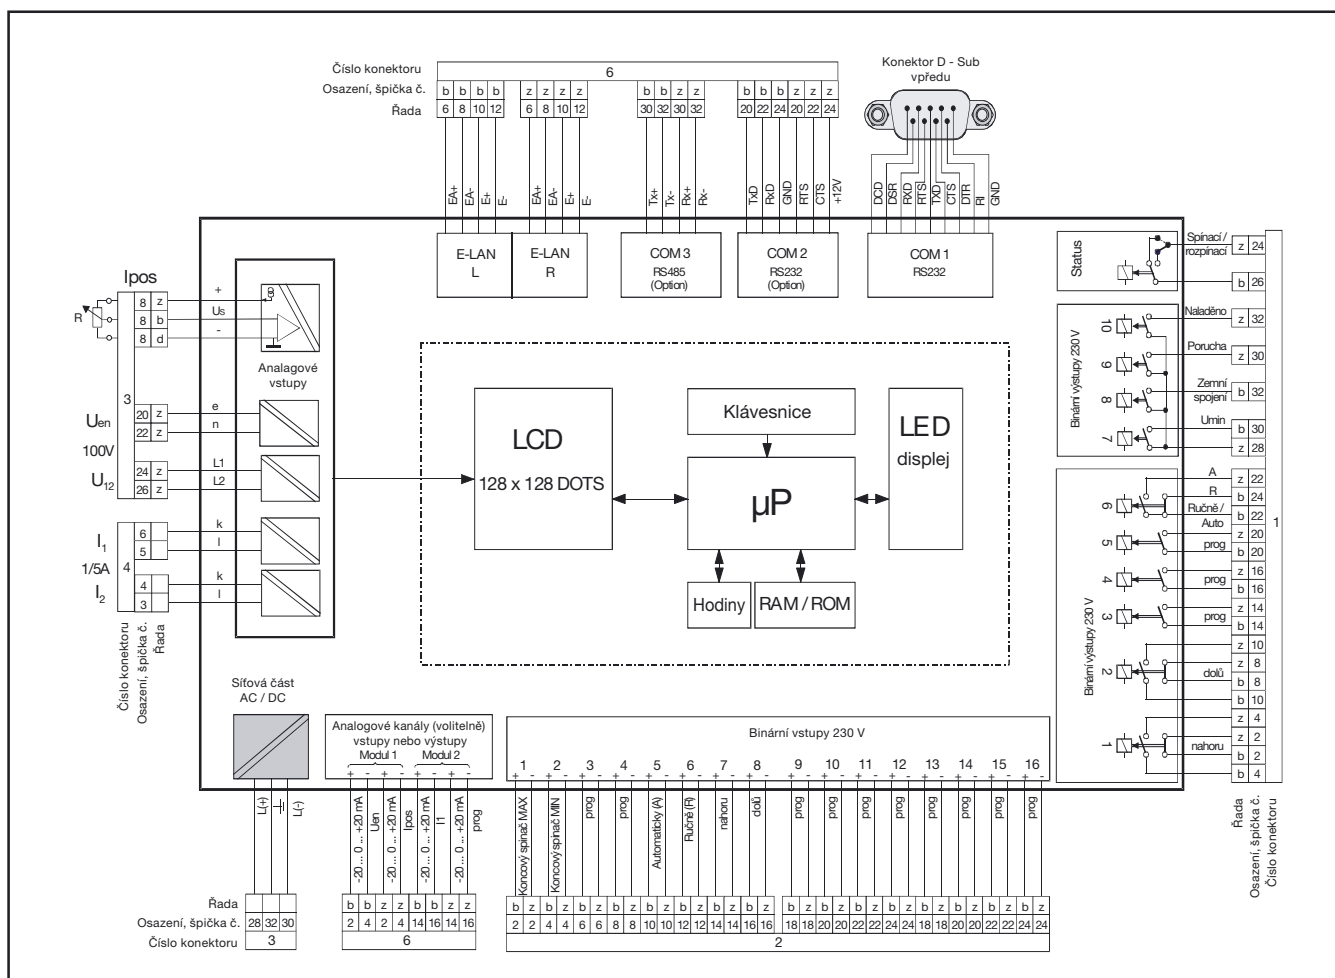 Číslo konektoru
6
Osazení, špička č.
b b b b z z z z b b z z b b b z z z
Řada
6 8 10 12 6 8 10 12 30 32 30 32 20 22 24 20 22 24
Konektor D - Sub
vpředu
EA+ EA- E+ E- EA+ EA- E+ E- Tx+ Tx- Rx+ Rx- TxD RxD GND RTS CTS +12V
DCD DSR RXD RTSI TXD CTS DTR RI GND
E-LAN
L
E-LAN
R
COM 3
RS485
(Option)
COM 2
RS232
(Option)
COM 1
RS232
Ipos
R
8 z +
8 b Us
8 d -
3
Uen
20 z e
22 z n
100V
U12
24 z L1
26 z L2
I1
6 k
5 l
1/5A
4
I2
4 k
3 l
Číslo konektoru
Osazení, špička č.
Řada
Analagové
vstupy
LCD
128 x 128 DOTS
Klávesnice
µP
LED
displej
Hodiny
RAM / ROM
Status
Spínací /
rozpínací
z 24
b 26
Binární výstupy 230 V
10 Naladěno z 32
9 Porucha z 30
8 Zemní
spojení b 32
7 Umin b 30
z 28
Binární výstupy 230 V
6
A z 22
R b 24
Ručně /
Auto
b 22
5 prog
z 20
b 20
4 prog
z 16
b 16
3 prog
z 14
b 14
2 dolů
z 10
z 8
b 8
b 10
1 nahoru
z 4
z 2
b 2
b 4
1
Řada
Osazení, špička č.
Číslo konektoru
Síťová část
AC / DC
L(+) L(-)
Řada
Osazení, špička č.
28 32 30
Číslo konektoru
3
Analogové kanály (volitelně)
vstupy nebo výstupy
Modul 1 Modul 2
+ - + - + - + -
-20 ... 0 ... +20 mA
Uen
-20 ... 0 ... +20 mA
Ipos
-20 ... 0 ... +20 mA
I1
-20 ... 0 ... +20 mA
prog
b b z z b b z z
2 4 2 4 14 16 14 16
6
Binární vstupy 230 V
1 2 3 4 5 6 7 8 9 10 11 12 13 14 15 16
+ - + - + - + - + - + - + - + - + - + - + - + - + - + - + - + -
Koncový spínač MAX
Koncový spínač MIN
prog
prog
Automaticky (A)
Ručně (R)
nahoru
dolů
prog
prog
prog
prog
prog
prog
prog
prog
b z b z b z b z b z b z b z b z b z b z b z b z b z b z b z b z
2 2 4 4 6 6 8 8 10 10 12 12 14 14 16 16 18 18 20 20 22 22 24 24 18 18 20 20 22 22 24 24
2